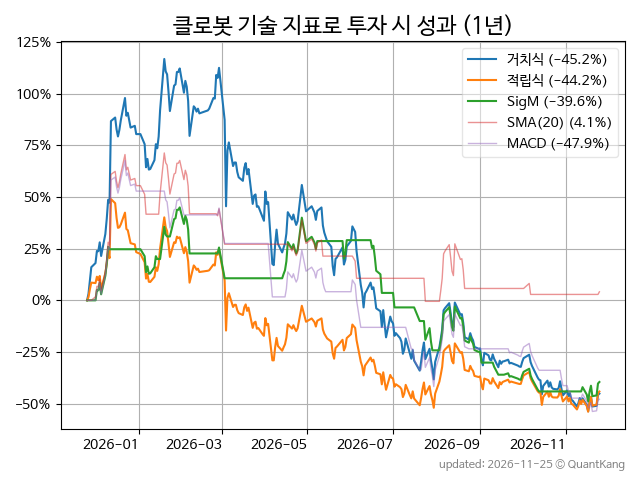 클로봇 기술 지표로 투자 시 성과 (1년)
125%
100%
75%
50%
25%
0%
−25%
−50%
거치식 (−45.2%)
적립식 (−44.2%)
SigM (−39.6%)
SMA(20) (4.1%)
MACD (−47.9%)
2026-01
2026-03
2026-05
2026-07
2026-09
2026-11
updated: 2026-11-25 © QuantKang